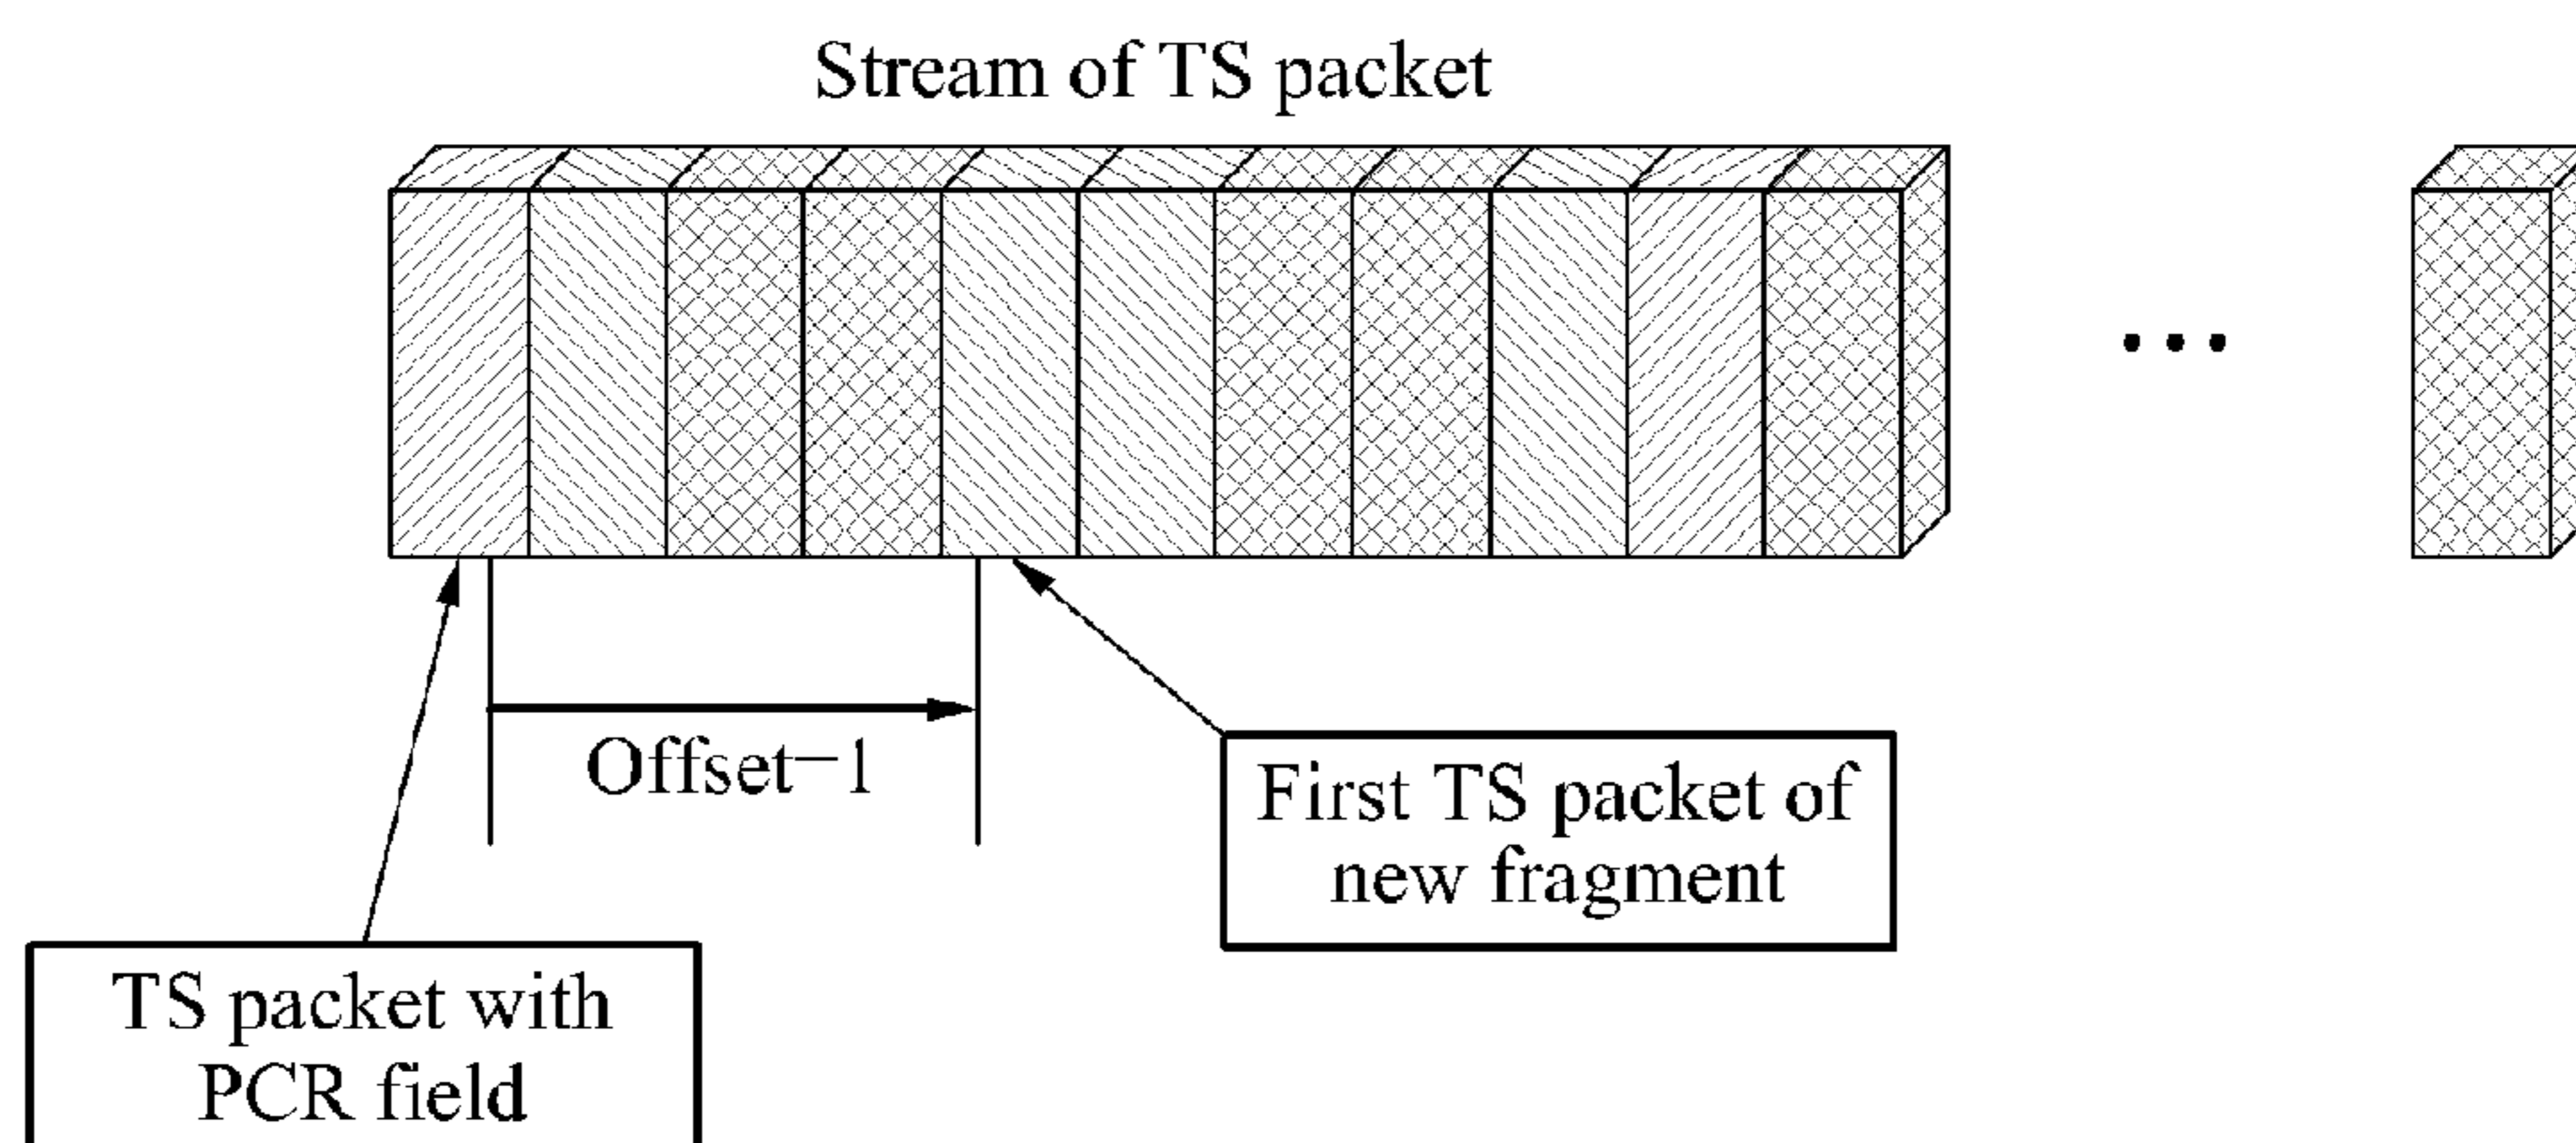 Stream of TS packet
Offset−1
First TS packet of
new fragment
TS packet with
PCR field